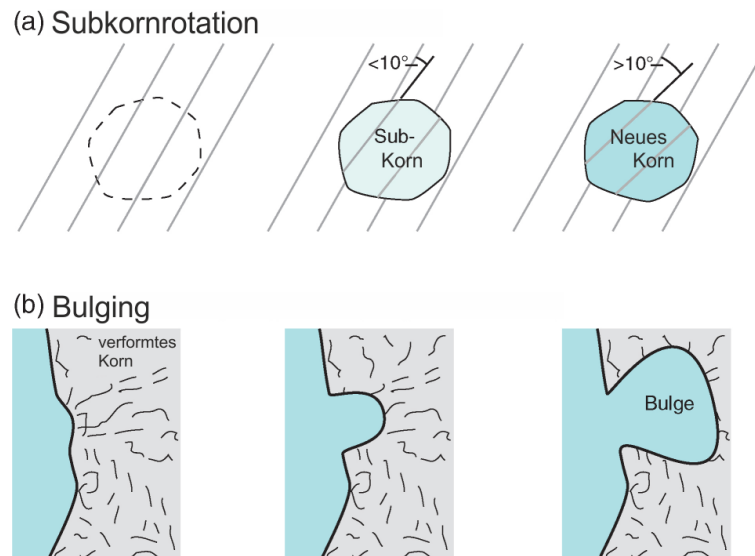 (a) Subkornrotation
<10°
>10°
Sub-
Korn
Neues
Korn
(b) Bulging
verformtes
Korn
Bulge